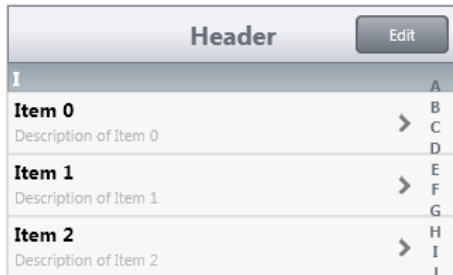 Header
Edit
I
Item 0
Description of Item 0
Item 1
Description of Item 1
Item 2
Description of Item 2
A
B
C
D
E
F
G
H
I